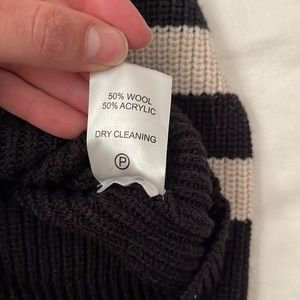 50% WOOL
50% ACRYLIC
DRY CLEANING
P